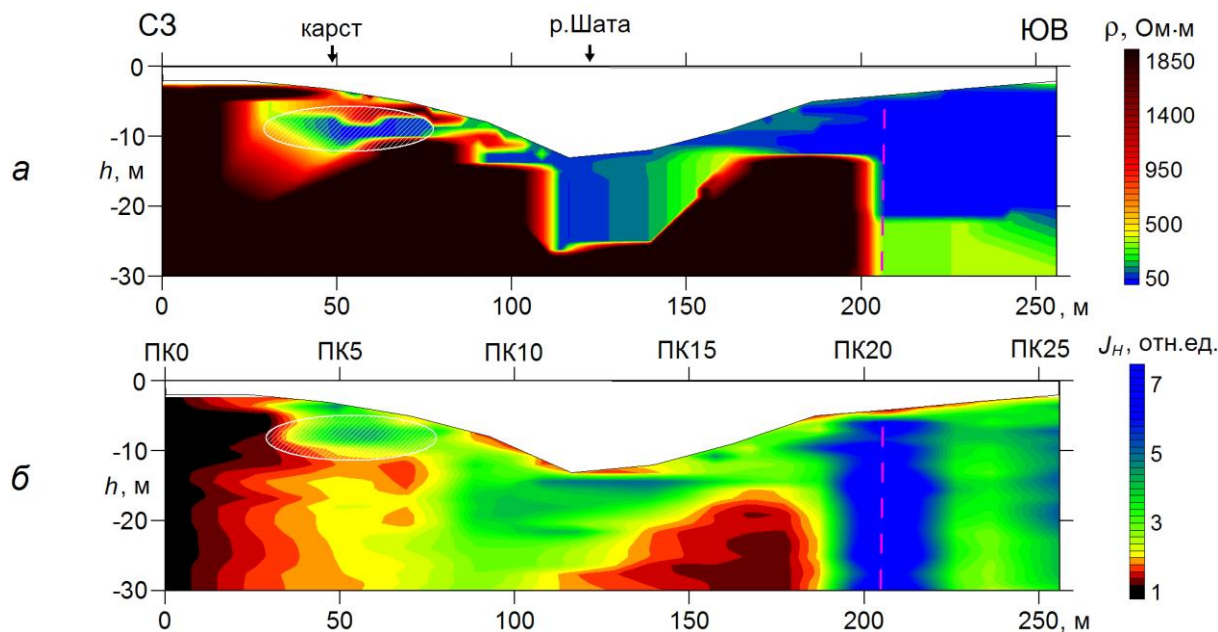 СЗ
карст
р.Шата
ЮВ
ρ, Ом·м
0
-10
h, м
-20
-30
а
0
50
100
150
200
250 , м
1850
1400
950
500
50
ПК0
ПК5
ПК10
ПК15
ПК20
ПК25
Jн, отн.ед.
0
-10
h, м
-20
-30
б
0
50
100
150
200
250 , м
7
5
3
1